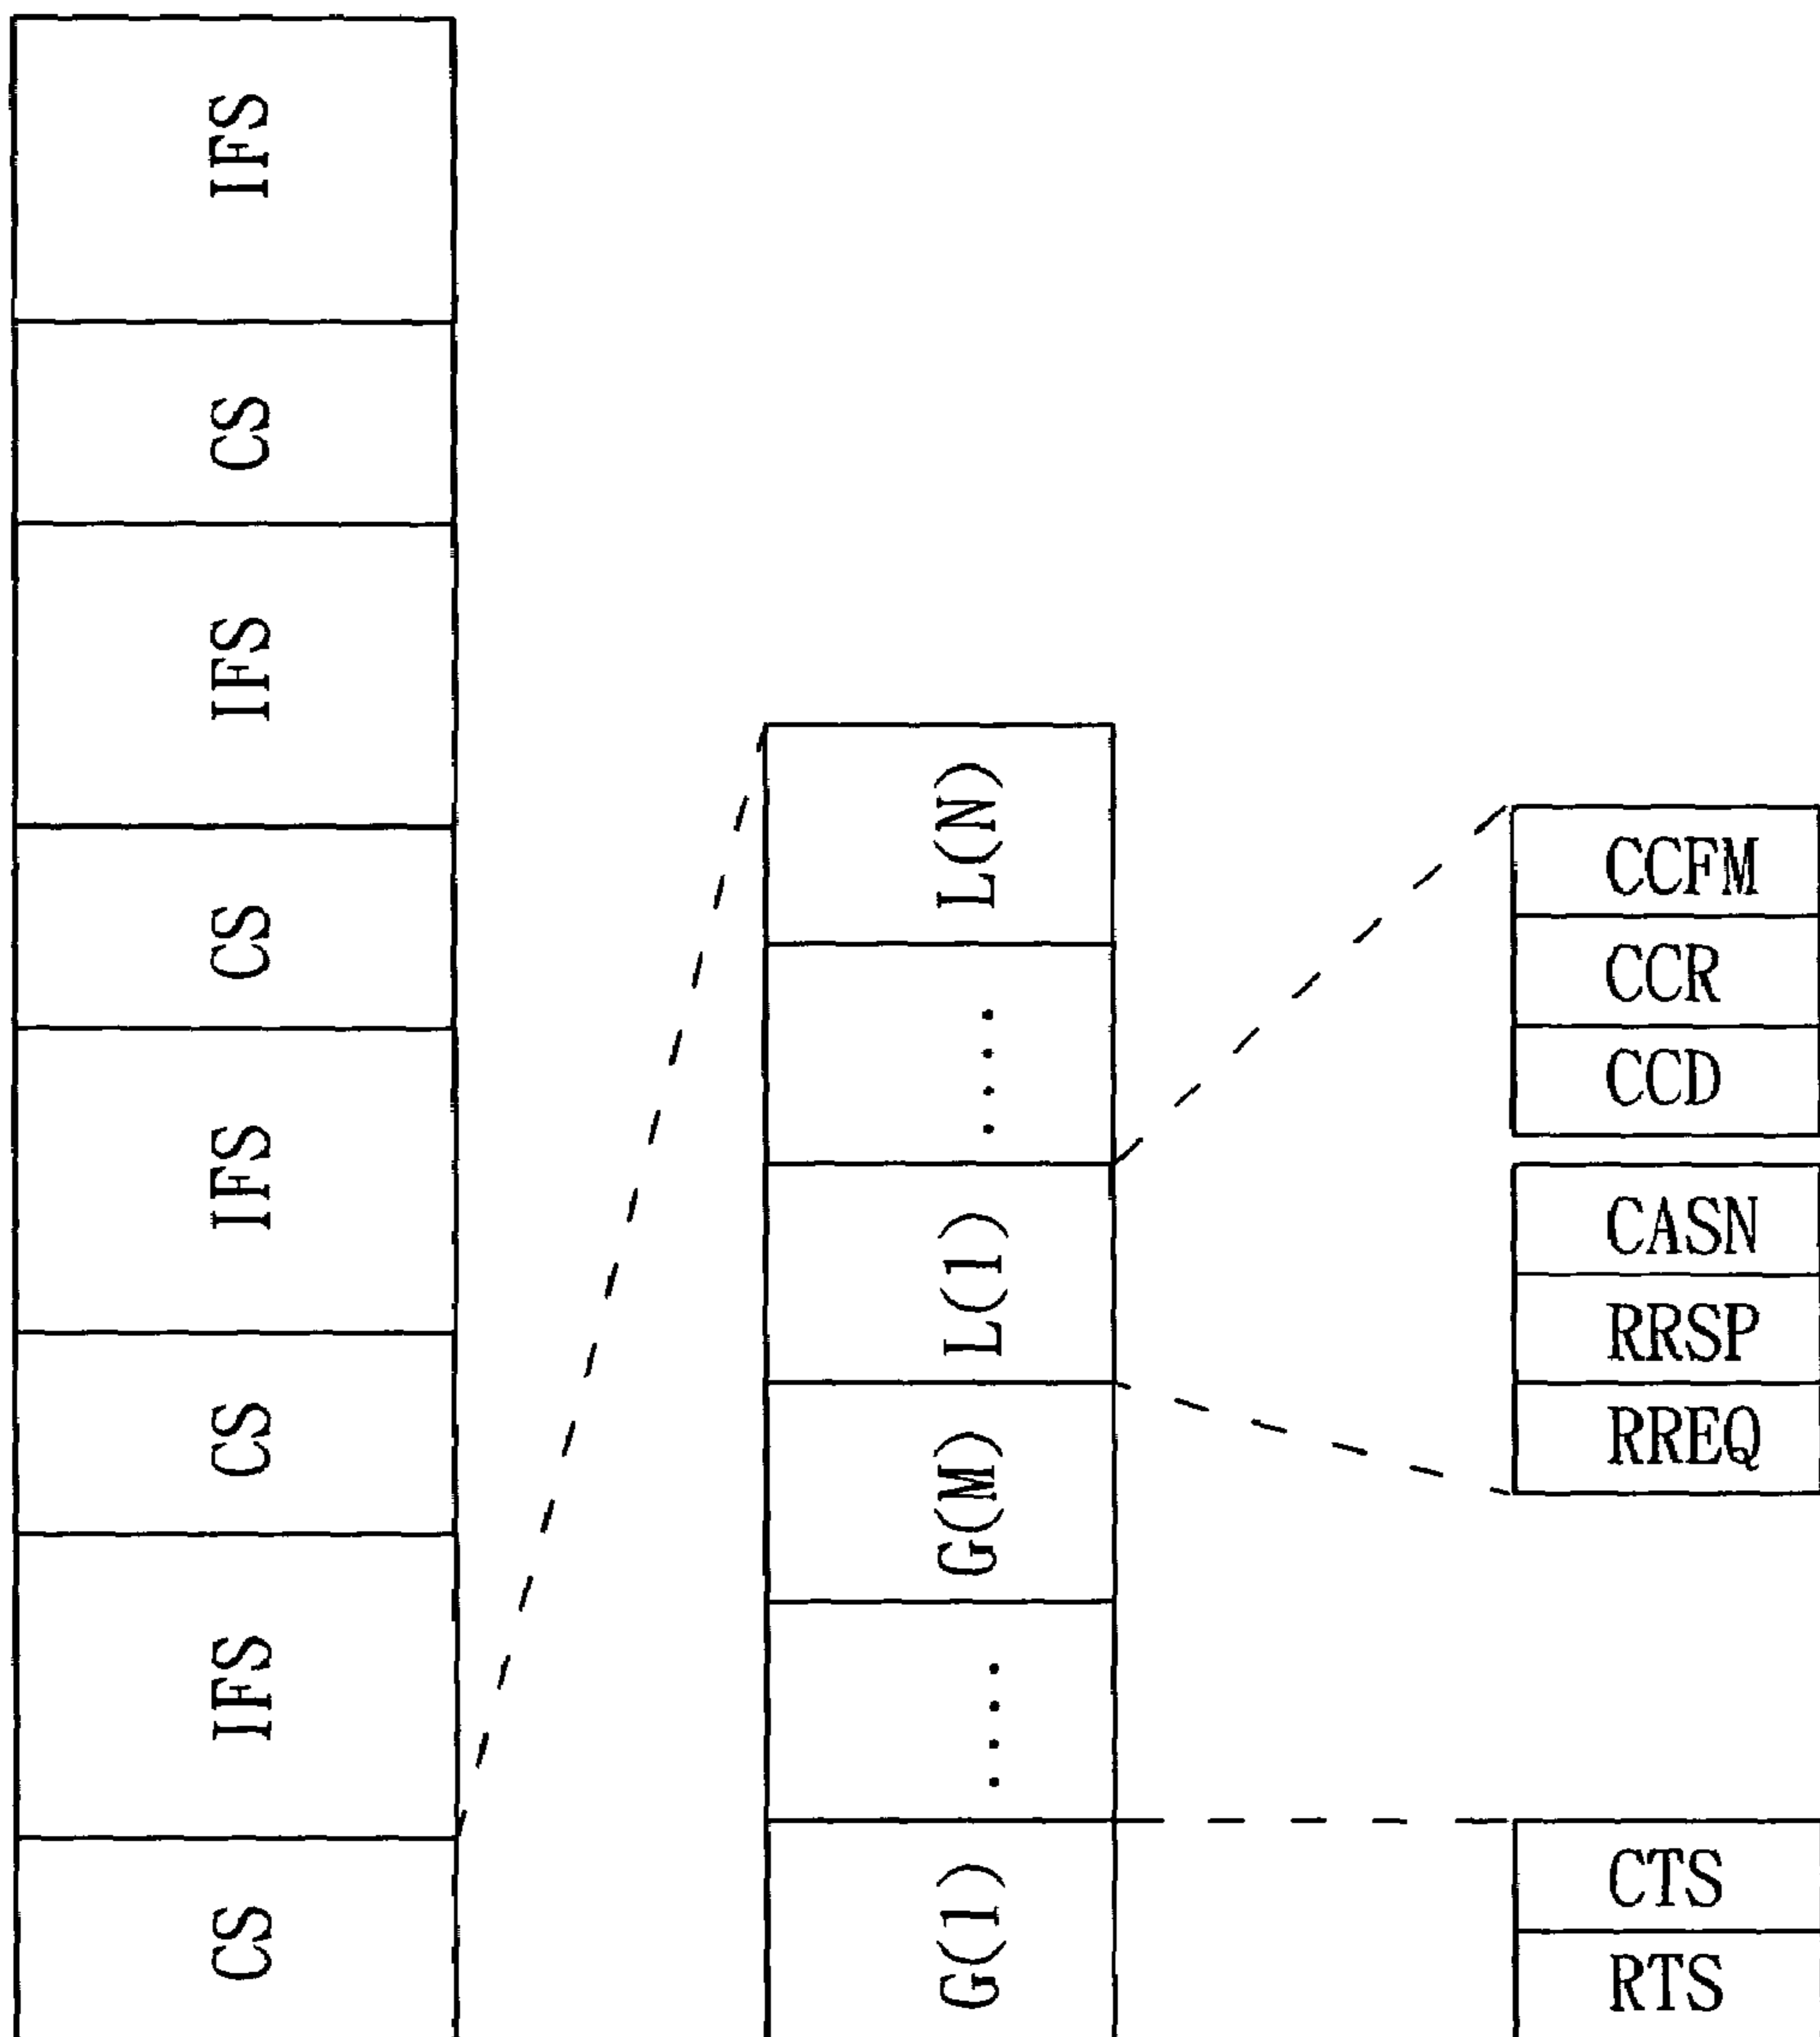 IFS
CS
IFS
CS
IFS
CS
IFS
CS
L(N)
....
L(1)
G(M)
....
G(1)
CCFM
CCR
CCD
CASN
RRSP
RREQ
CTS
RTS